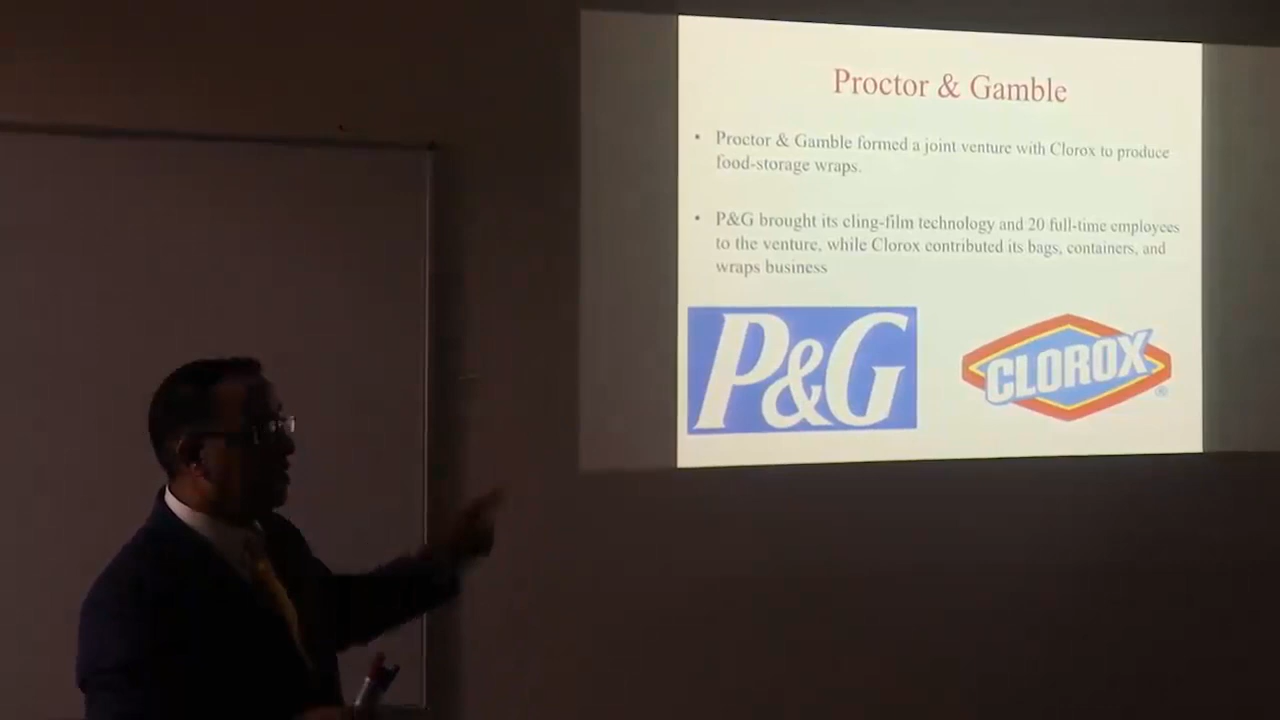 Proctor & Gamble
• Proctor & Gamble formed a joint venture with Clorox to produce
food-storage wraps.
• P&G brought its cling-film technology and 20 full-time employees
to the venture, while Clorox contributed its bags, containers, and
wraps business
P&G
CLOROX
®